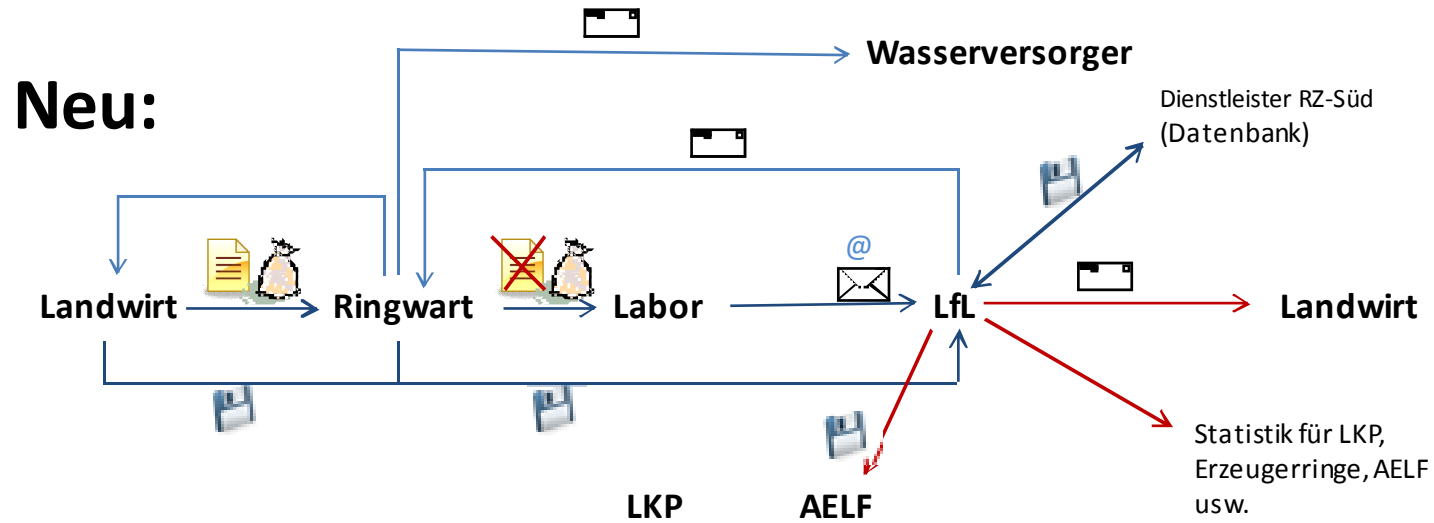 Wasserversorger
Neu:
Dienstleister RZ-Süd
(Datenbank)
@
Landwirt
Ringwart
Labor
LfL
Landwirt
Statistik für LKP,
Erzeugerringe, AELF
usw.
LKP
AELF